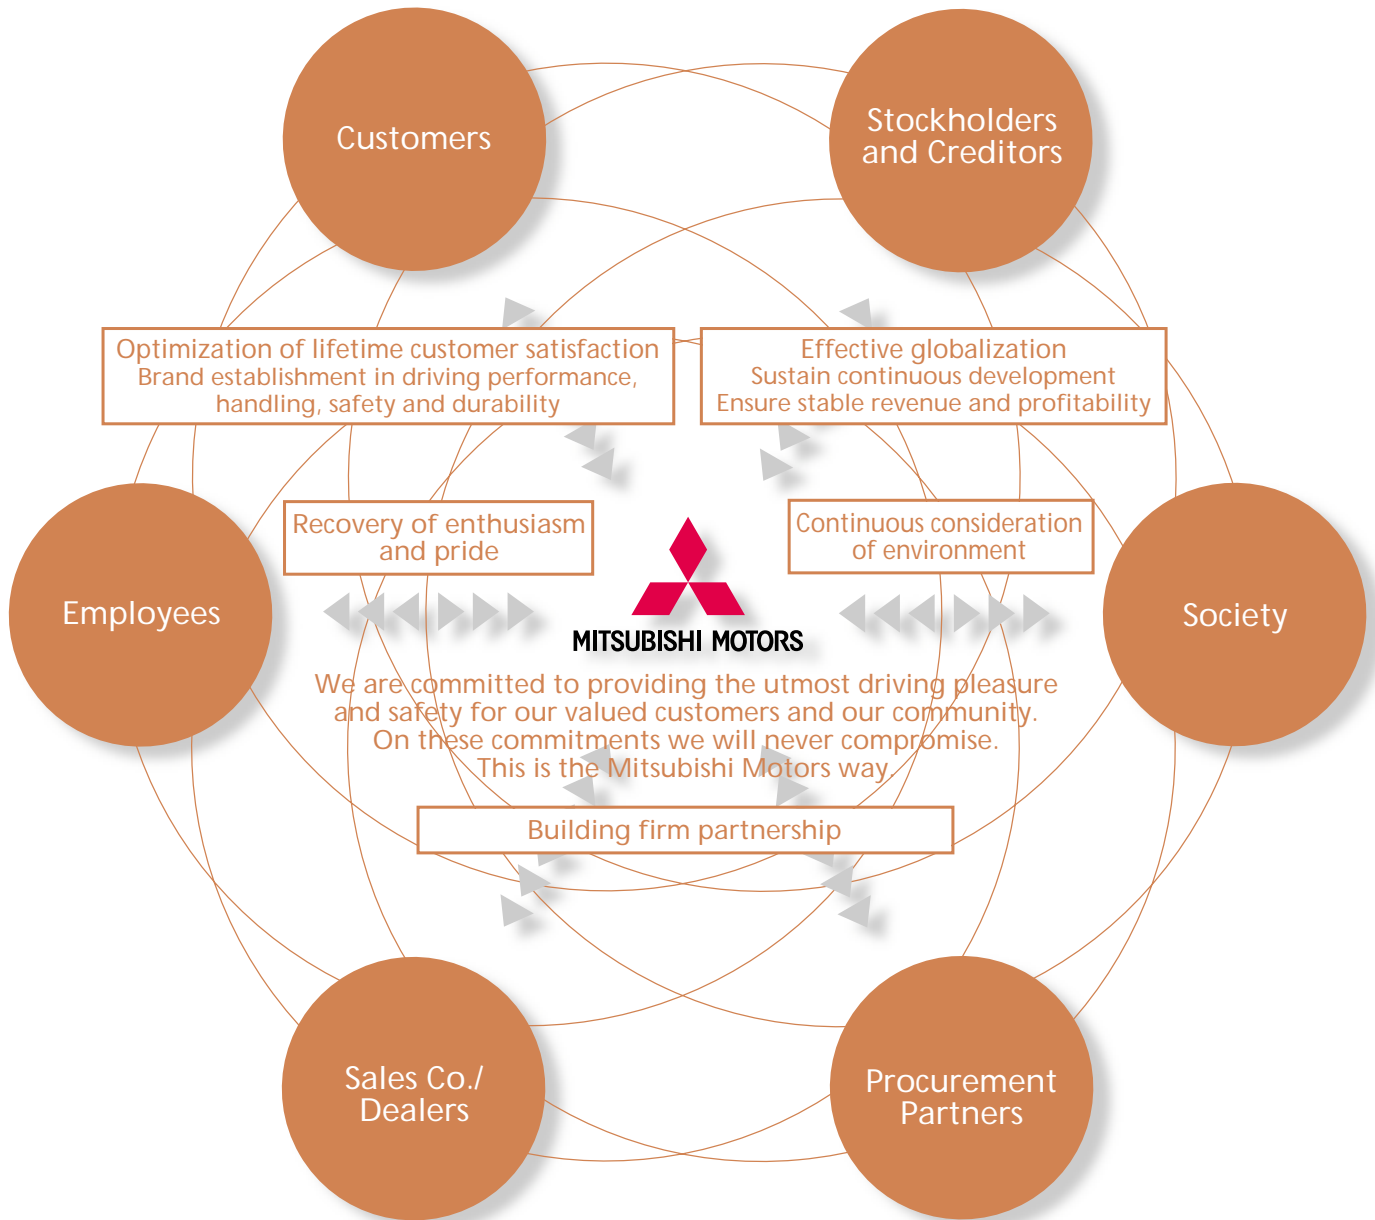 Customers
Stockholders
and Creditors
Optimization of lifetime customer satisfaction
Brand establishment in driving performance,
handling, safety and durability
Effective globalization
Sustain continuous development
Ensure stable revenue and profitability
Recovery of enthusiasm
and pride
Continuous consideration
of environment
Employees
Society
MITSUBISHI MOTORS
We are committed to providing the utmost driving pleasure
and safety for our valued customers and our community.
On these commitments we will never compromise.
This is the Mitsubishi Motors way.
Building firm partnership
Sales Co./
Dealers
Procurement
Partners